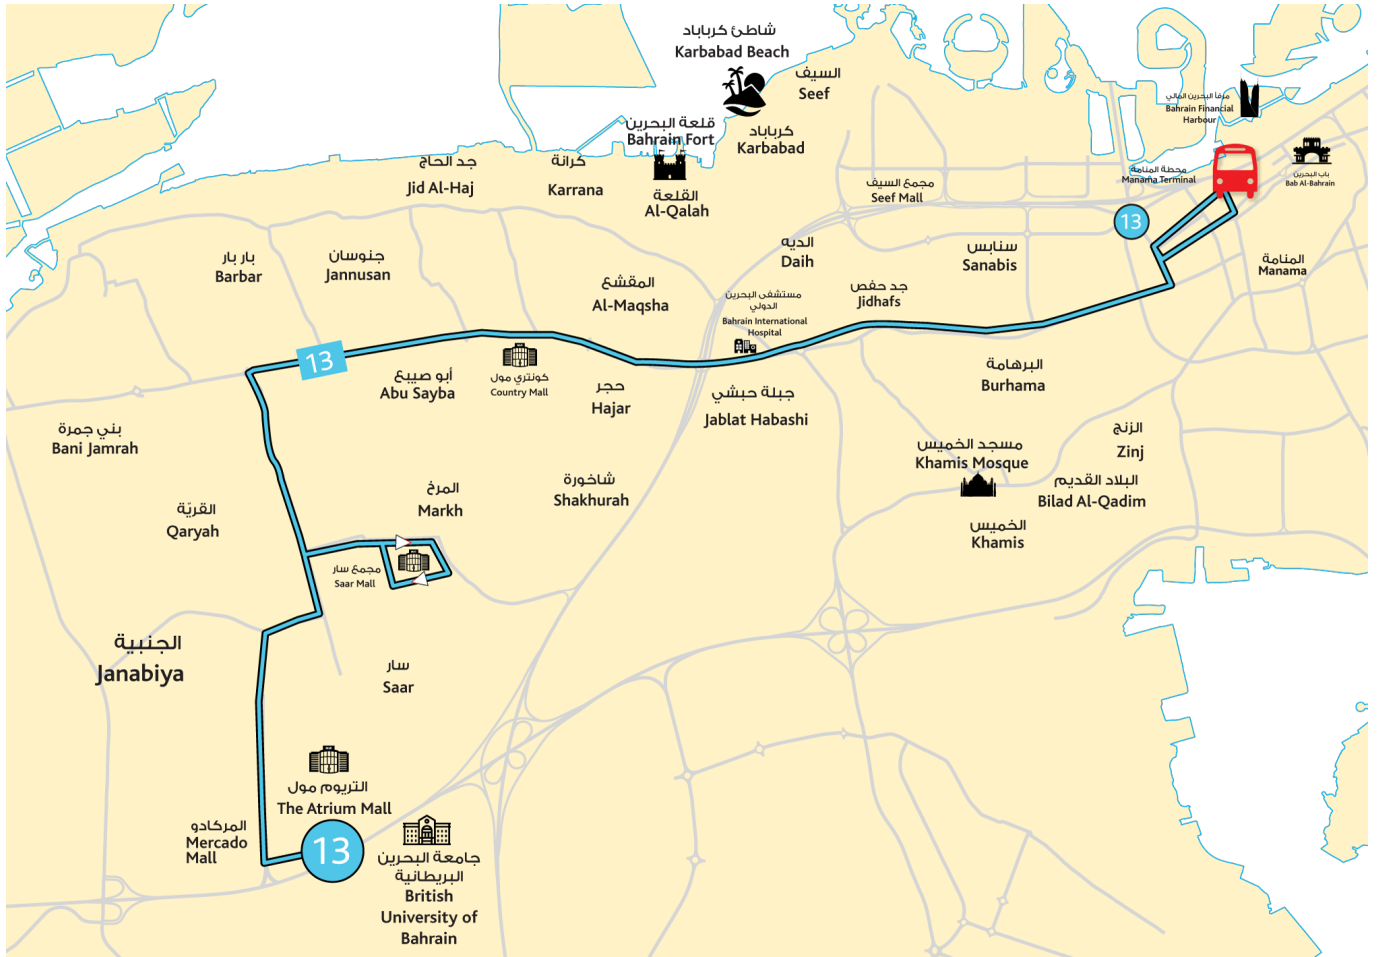 شاطئ كرباباد
Karbabad Beach
السيف
Seef
مرفأ البحرين المالي
Bahrain Financial
Harbour
قلعة البحرين
Bahrain Fort
كرباباد
Karbabad
جد الحاج
Jid Al-Haj
كرانة
Karrana
القلعة
Al-Qalah
مجمع السيف
Seef Mall
محطة المنامة
Manama Terminal
باب البحرين
Bab Al-Bahrain
13
بار بار
Barbar
جنوسان
Jannusan
الديه
Daih
سنابس
Sanabis
المنامة
Manama
المقشع
Al-Maqsha
مستشفى البحرين
الدولي
Bahrain International
Hospital
جد حفص
Jidhafs
13
أبو صيبع
Abu Sayba
كونتري مول
Country Mall
حجر
Hajar
جبلة حبشي
Jablat Habashi
البرهامة
Burhama
بني جمرة
Bani Jamrah
مسجد الخميس
Khamis Mosque
الزنج
Zinj
البلاد القديم
Bilad Al-Qadim
القريّة
Qaryah
المرخ
Markh
شاخورة
Shakhurah
الخميس
Khamis
مجمع سار
Saar Mall
الجنبية
Janabiya
سار
Saar
التريوم مول
The Atrium Mall
المركادو
Mercado
Mall
13
جامعة البحرين
البريطانية
British
University of
Bahrain